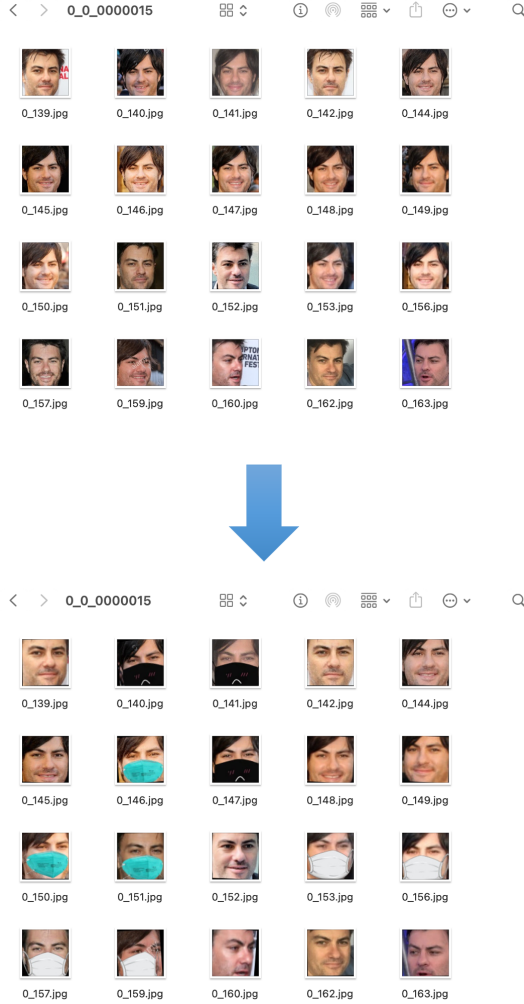 0_0_0000015
0_139.jpg 0_140.jpg 0_141.jpg 0_142.jpg 0_144.jpg
0_145.jpg 0_146.jpg 0_147.jpg 0_148.jpg 0_149.jpg
0_150.jpg 0_151.jpg 0_152.jpg 0_153.jpg 0_156.jpg
0_157.jpg 0_159.jpg 0_160.jpg 0_162.jpg 0_163.jpg
0_0_0000015
0_139.jpg 0_140.jpg 0_141.jpg 0_142.jpg 0_144.jpg
0_145.jpg 0_146.jpg 0_147.jpg 0_148.jpg 0_149.jpg
0_150.jpg 0_151.jpg 0_152.jpg 0_153.jpg 0_156.jpg
0_157.jpg 0_159.jpg 0_160.jpg 0_162.jpg 0_163.jpg